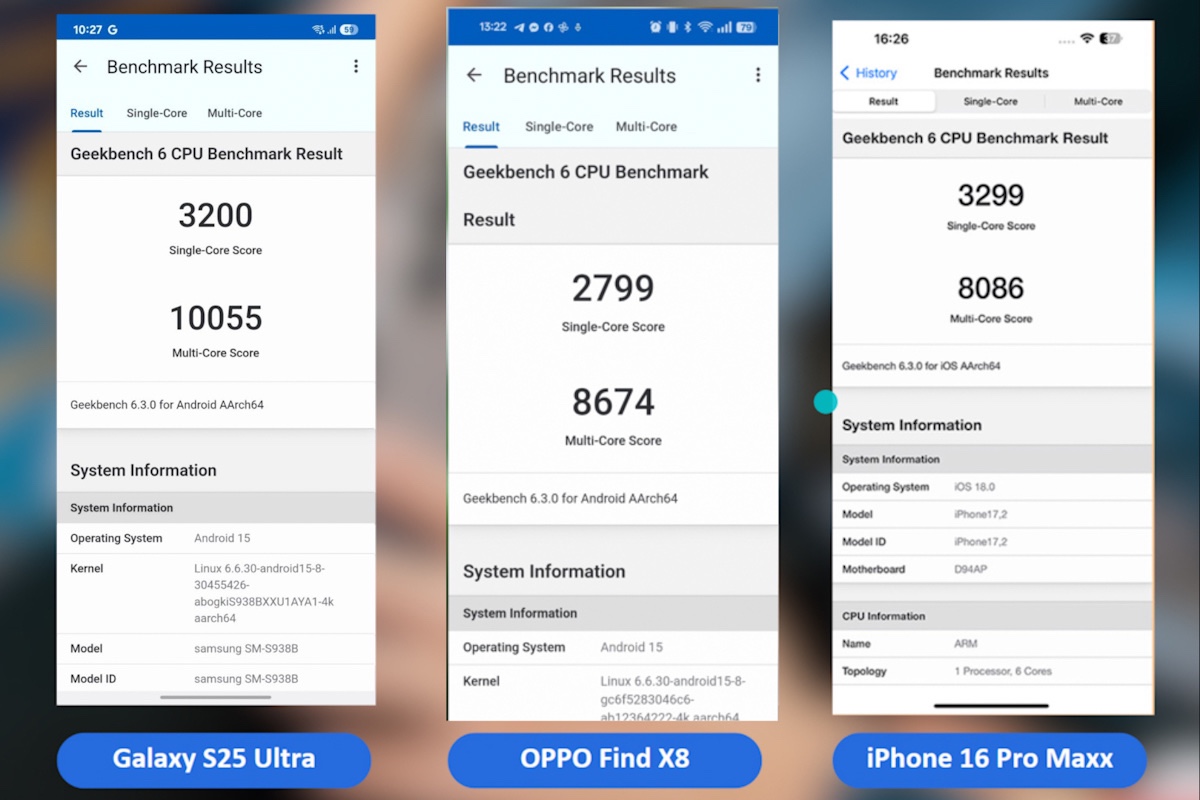 10:27 G
59
Benchmark Results
Result Single-Core Multi-Core
Geekbench 6 CPU Benchmark Result
3200
Single-Core Score
10055
Multi-Core Score
Geekbench 6.3.0 for Android AArch64
System Information
System Information
Operating System Android 15
Kernel Linux 6.6.30-android15-8-
30455426-
abogkiS938BXXU1AYA1-4k
aarch64
Model samsung SM-S938B
Model ID samsung SM-S938B
Galaxy S25 Ultra
13:22
79
Benchmark Results
Result Single-Core Multi-Core
Geekbench 6 CPU Benchmark
Result
2799
Single-Core Score
8674
Multi-Core Score
Geekbench 6.3.0 for Android AArch64
System Information
System Information
Operating System Android 15
Kernel Linux 6.6.30-android15-8-
gc6f5283046c6-
ab12364222-4k aarch64
OPPO Find X8
16:26
37
History Benchmark Results
Result Single-Core Multi-Core
Geekbench 6 CPU Benchmark Result
3299
Single-Core Score
8086
Multi-Core Score
Geekbench 6.3.0 for iOS AArch64
System Information
System Information
Operating System iOS 18.0
Model iPhone17,2
Model ID iPhone17,2
Motherboard D94AP
CPU Information
Name ARM
Topology 1 Processor, 6 Cores
iPhone 16 Pro Maxx